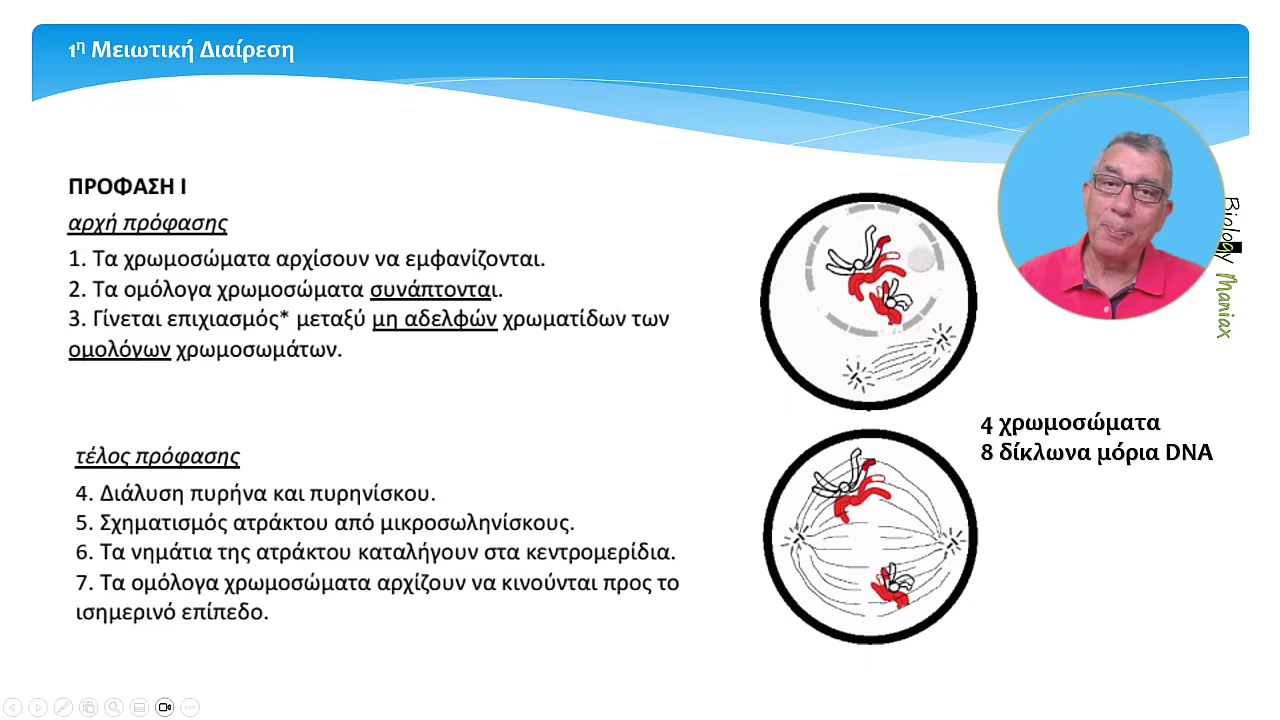 1η Μειωτική Διαίρεση
ΠΡΟΦΑΣΗ Ι
αρχή πρόφασης
1. Τα χρωμοσώματα αρχίσουν να εμφανίζονται.
2. Τα ομόλογα χρωμοσώματα συνάπτονται.
3. Γίνεται επιχιασμός* μεταξύ μη αδελφών χρωματίδων των
ομολόγων χρωμοσωμάτων.
4 χρωμοσώματα
8 δίκλωνα μόρια DNA
τέλος πρόφασης
4. Διάλυση πυρήνα και πυρηνίσκου.
5. Σχηματισμός ατράκτου από μικροσωληνίσκους.
6. Τα νημάτια της ατράκτου καταλήγουν στα κεντρομερίδια.
7. Τα ομόλογα χρωμοσώματα αρχίζουν να κινούνται προς το
ισημερινό επίπεδο.
Biology Maniax